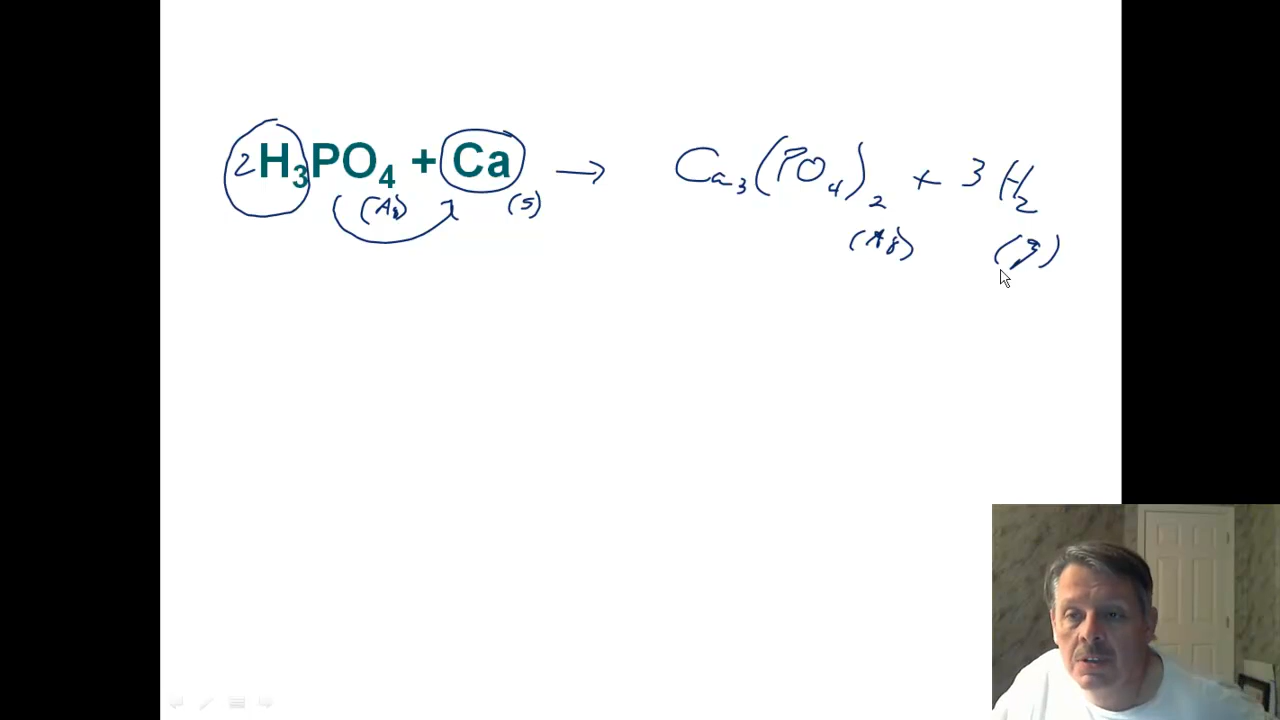 2H₃PO₄ + Ca → Ca₃(PO₄)₂ + 3H₂
(Aq) (s) (Aq) (g)